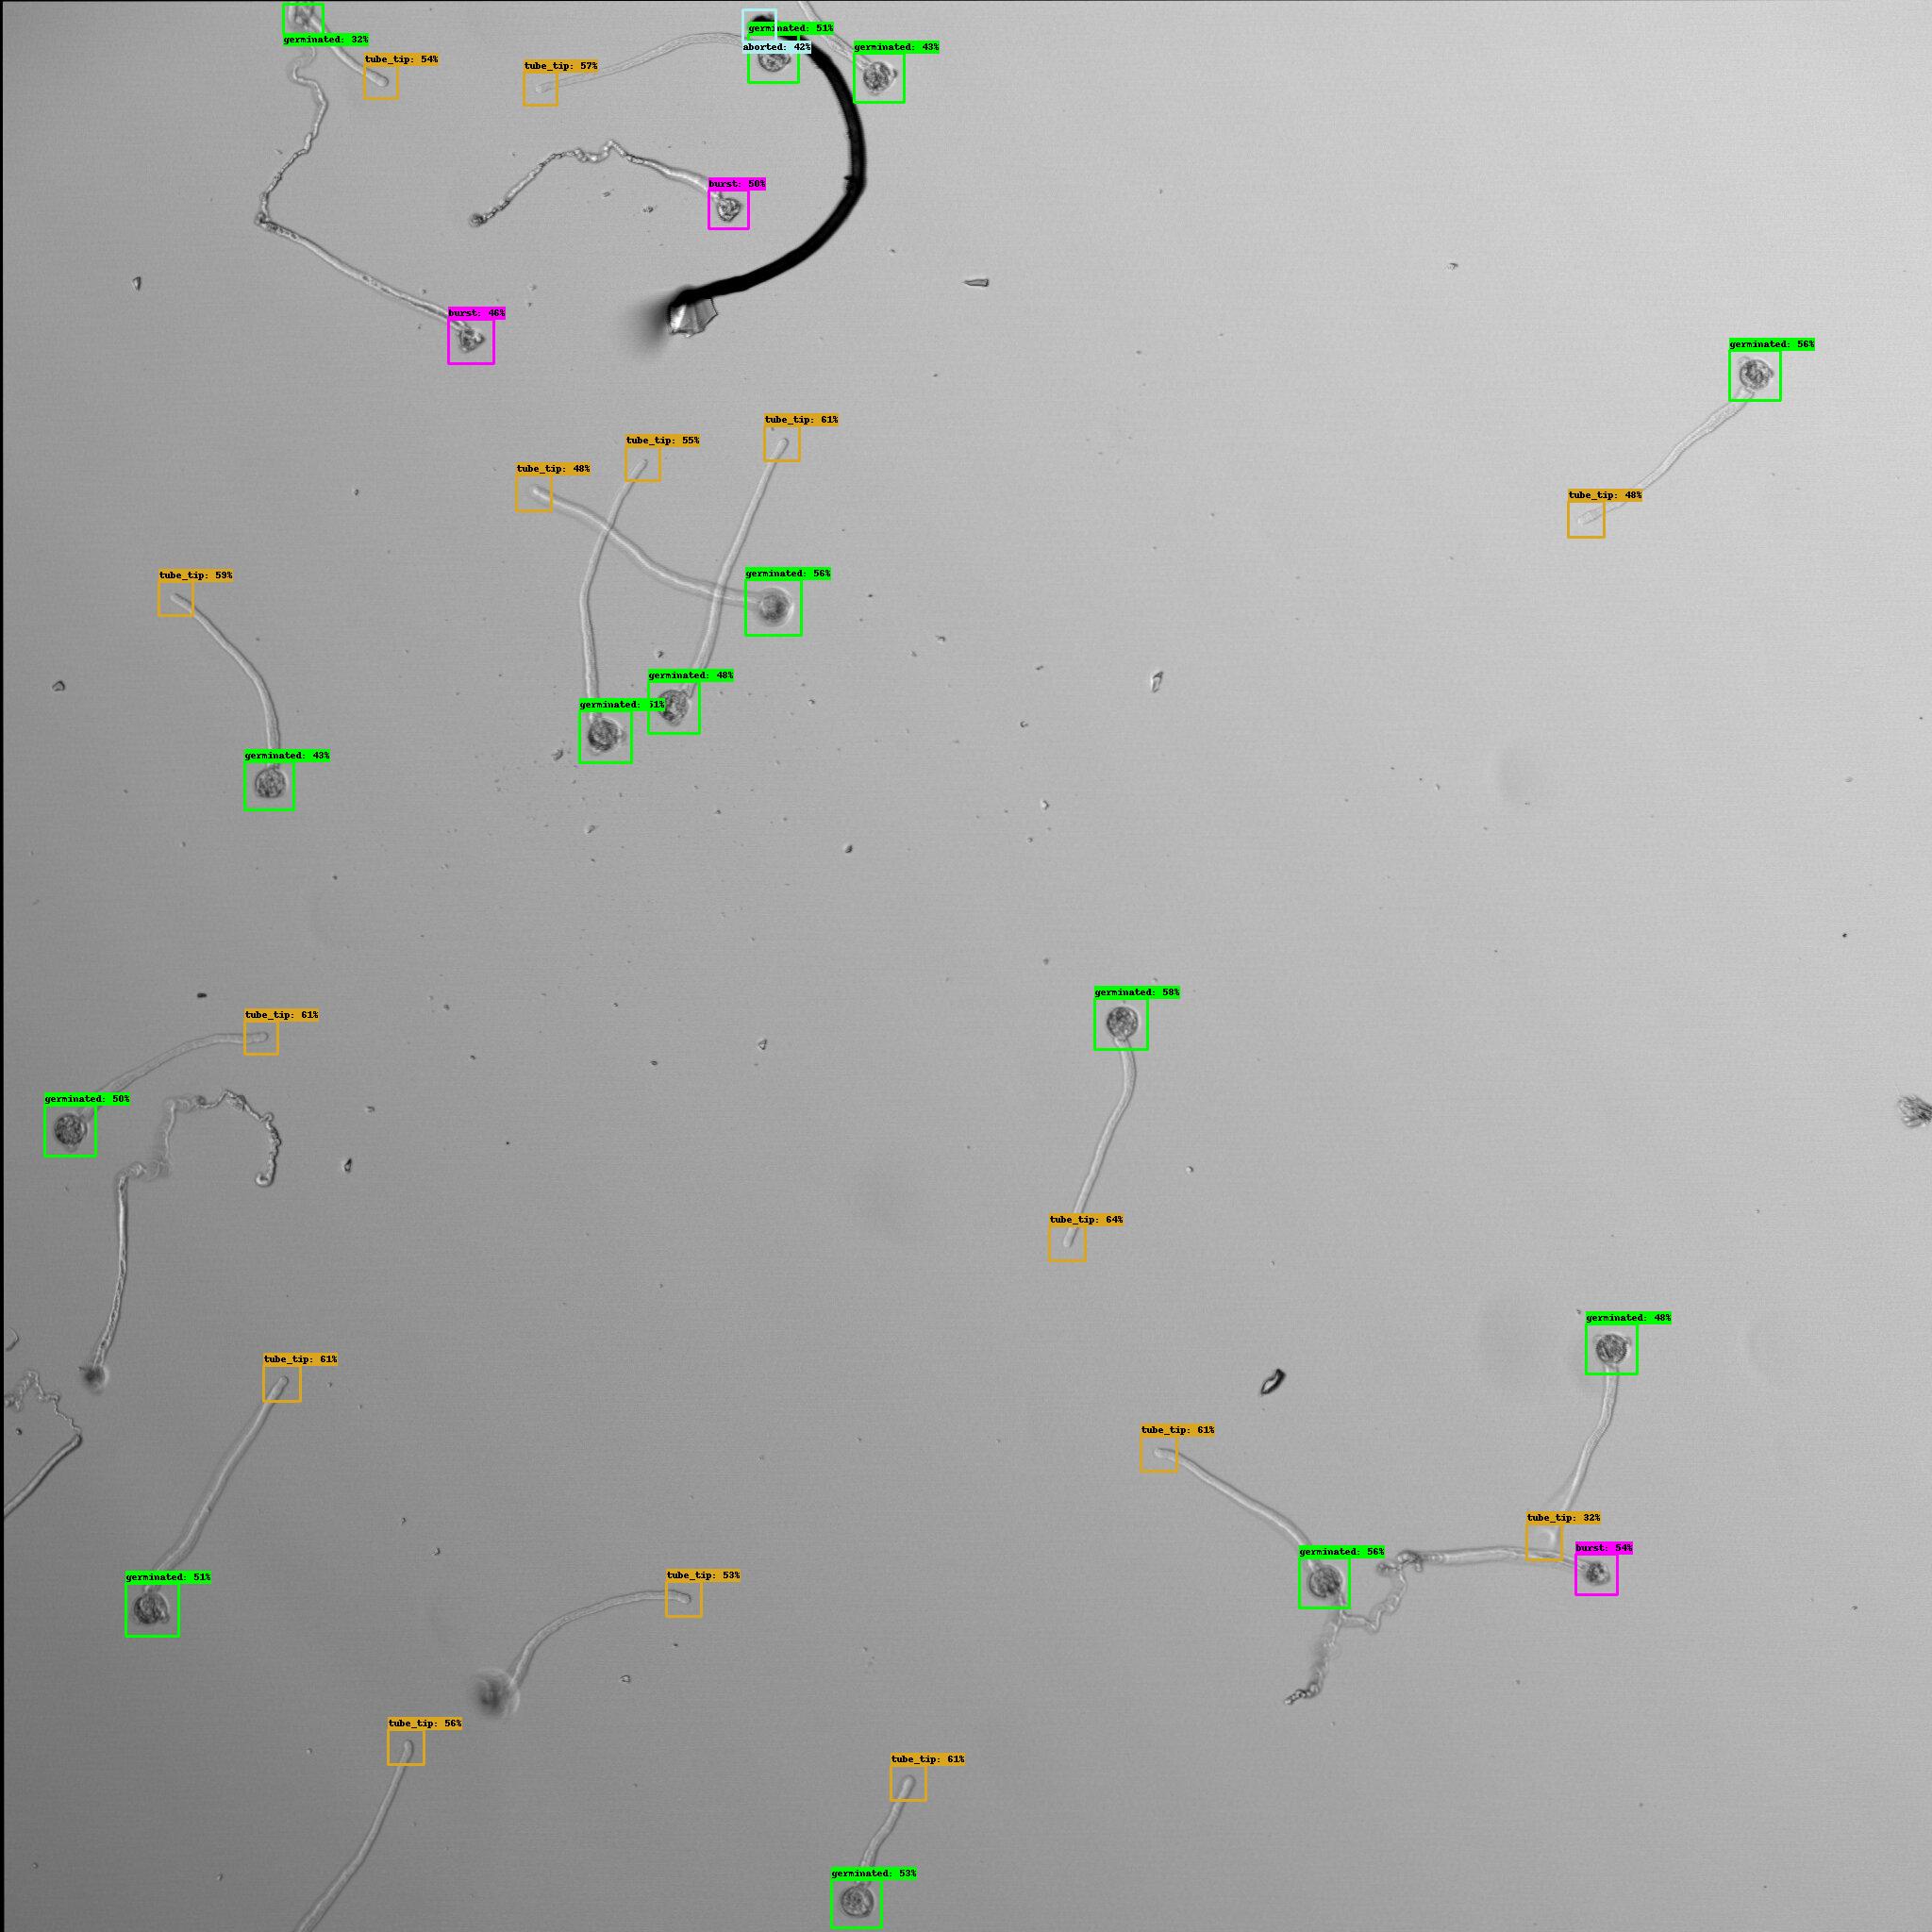 germinated: 51%
germinated: 32%
aborted: 42%
germinated: 43%
tube_tip: 54%
tube_tip: 57%
burst: 50%
burst: 46%
germinated: 56%
tube_tip: 61%
tube_tip: 55%
tube_tip: 48%
tube_tip: 48%
tube_tip: 59%
germinated: 56%
germinated: 48%
germinated: 51%
germinated: 43%
germinated: 58%
tube_tip: 61%
germinated: 50%
tube_tip: 64%
germinated: 48%
tube_tip: 61%
tube_tip: 61%
tube_tip: 32%
burst: 54%
germinated: 56%
germinated: 51%
tube_tip: 53%
tube_tip: 56%
tube_tip: 61%
germinated: 53%